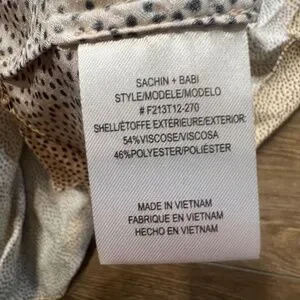 SACHIN + BABI
STYLE/MODELE/MODELO
# F213T12-270
SHELL/ÉTOFFE EXTÉRIEURE/EXTERIOR:
54%VISCOSE/VISCOSA
46%POLYESTER/POLIÉSTER
MADE IN VIETNAM
FABRIQUE EN VIETNAM
HECHO EN VIETNAM